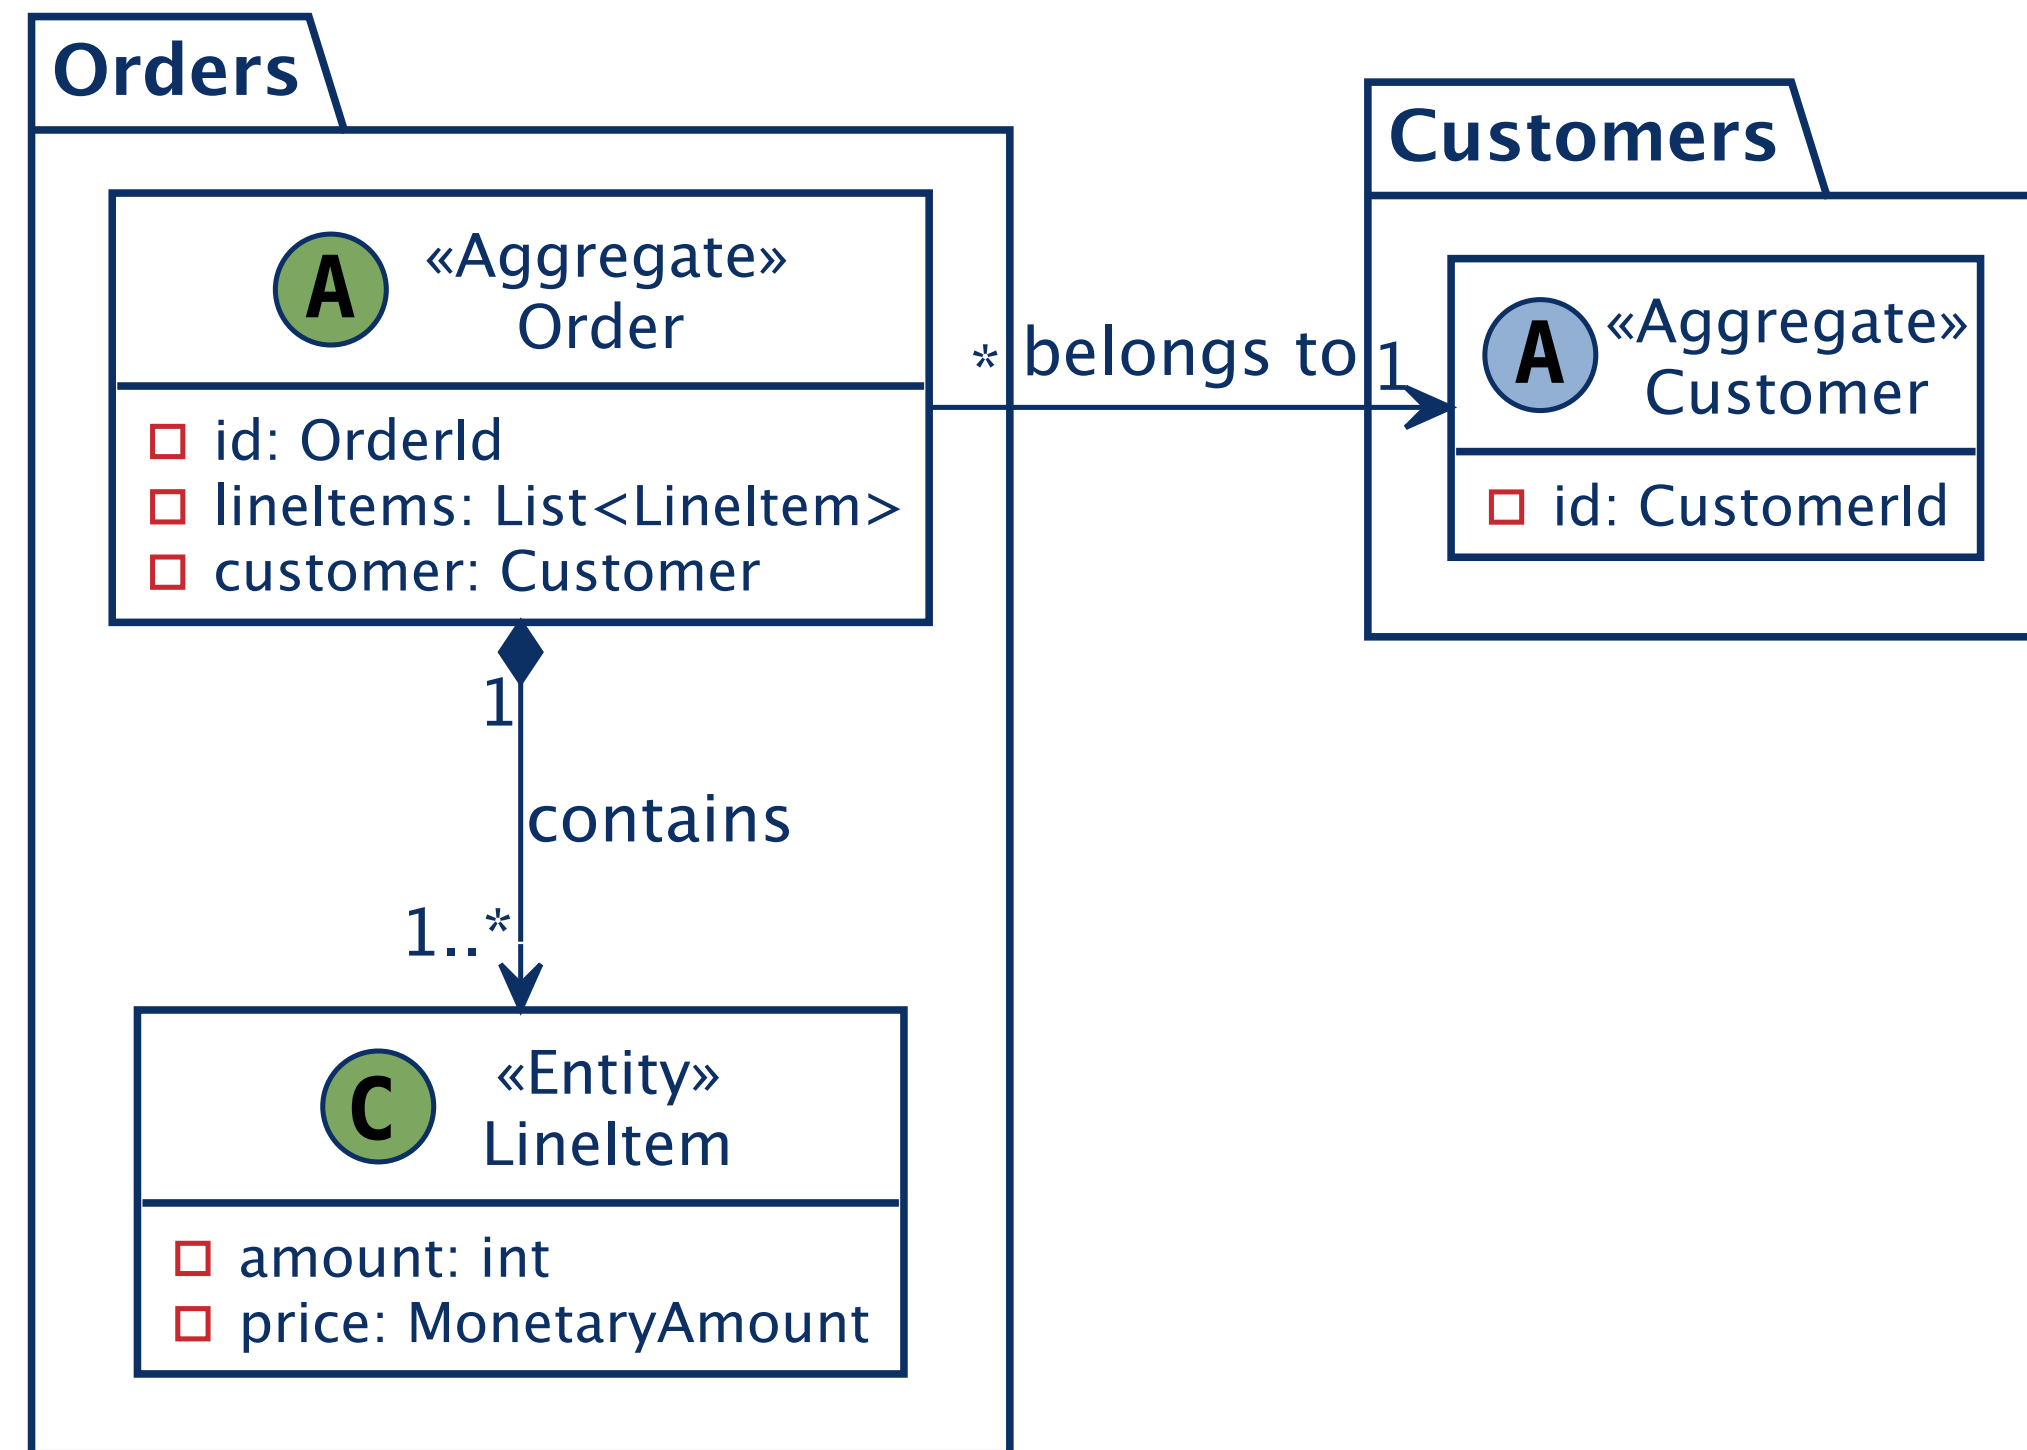 Orders
A
«Aggregate»
Order
id: OrderId
lineItems: List<LineItem>
customer: Customer
* belongs to 1
Customers
A
«Aggregate»
Customer
id: CustomerId
1
contains
1..*
C
«Entity»
LineItem
amount: int
price: MonetaryAmount